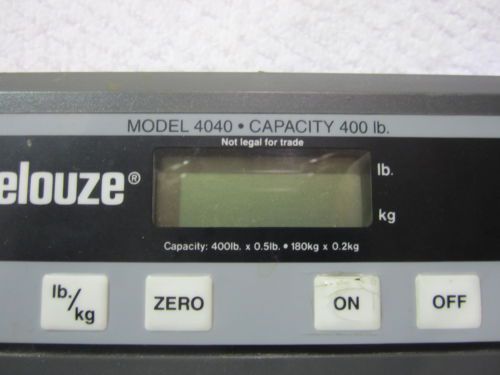 MODEL 4040 • CAPACITY 400 lb.
Not legal for trade
elouze®
lb.
kg
Capacity: 400lb. x 0.5lb. • 180kg x 0.2kg
lb./kg
ZERO
ON
OFF